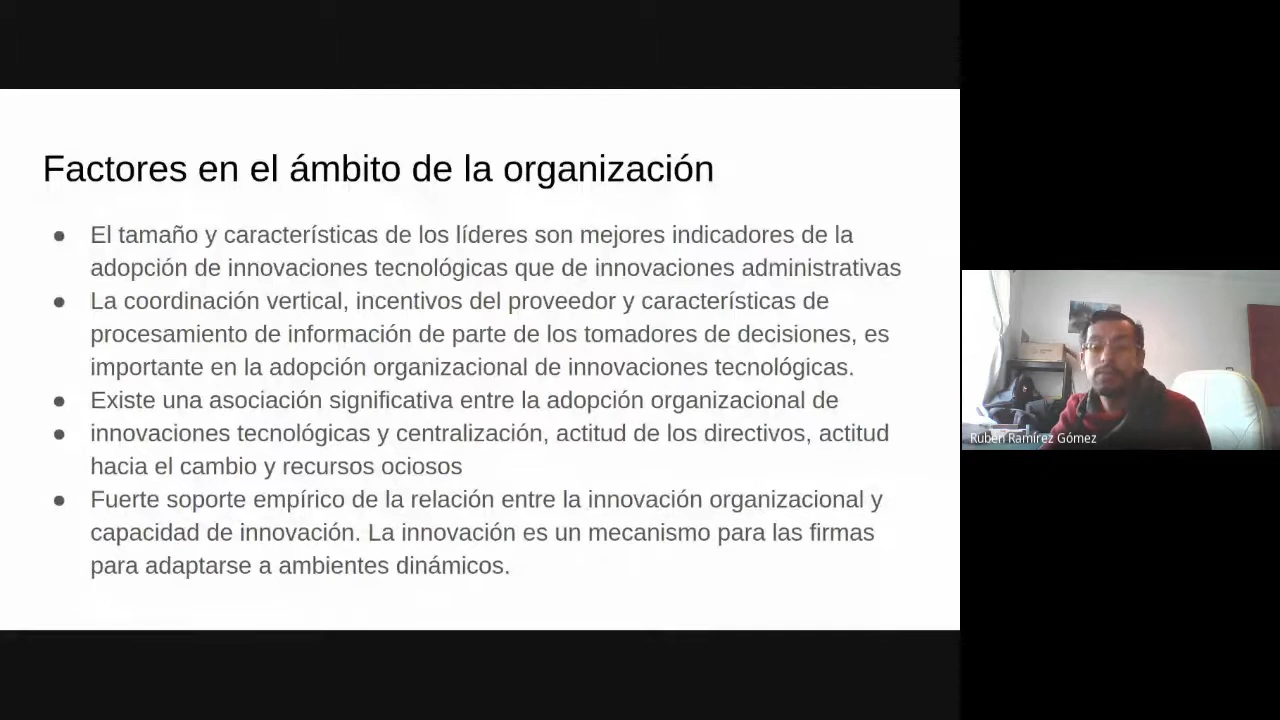 Factores en el ámbito de la organización
● El tamaño y características de los líderes son mejores indicadores de la
adopción de innovaciones tecnológicas que de innovaciones administrativas
● La coordinación vertical, incentivos del proveedor y características de
procesamiento de información de parte de los tomadores de decisiones, es
importante en la adopción organizacional de innovaciones tecnológicas.
● Existe una asociación significativa entre la adopción organizacional de
● innovaciones tecnológicas y centralización, actitud de los directivos, actitud
hacia el cambio y recursos ociosos
● Fuerte soporte empírico de la relación entre la innovación organizacional y
capacidad de innovación. La innovación es un mecanismo para las firmas
para adaptarse a ambientes dinámicos.
Ruben Ramírez Gómez